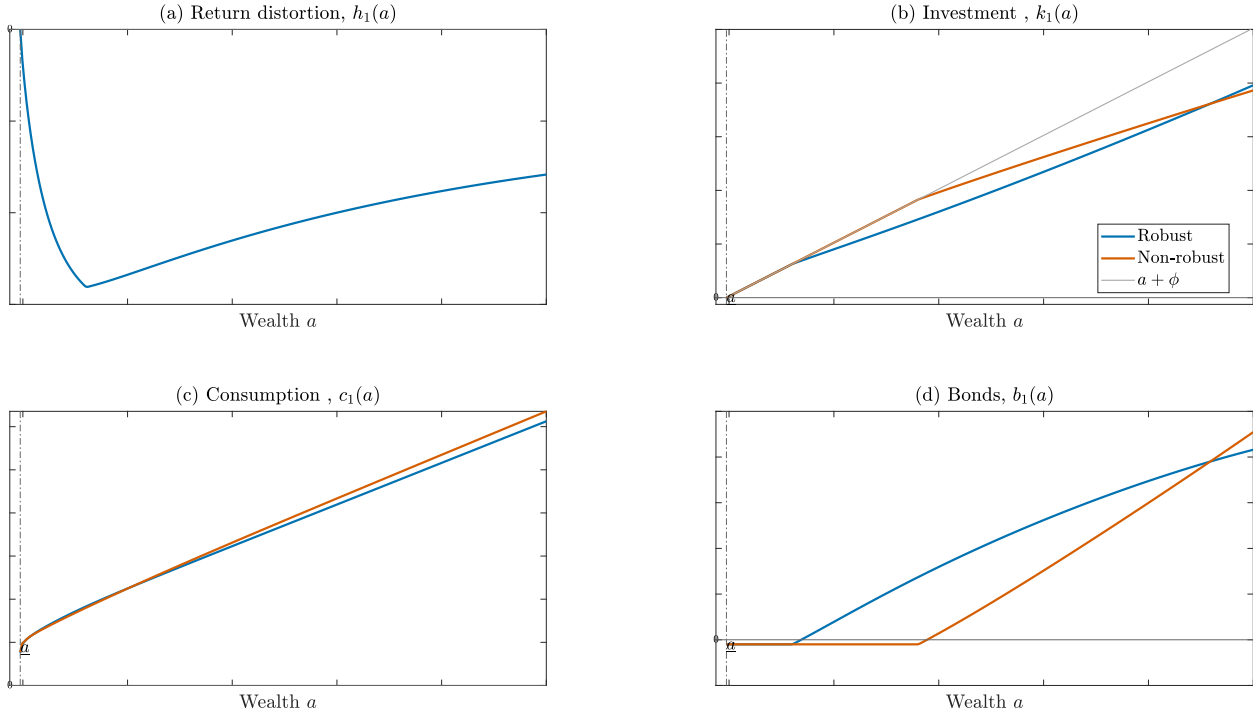 (a) Return distortion, h₁(a)
0
Wealth a
(b) Investment , k₁(a)
Robust
Non-robust
a + ϕ
0
a
Wealth a
(c) Consumption , c₁(a)
a
0
Wealth a
(d) Bonds, b₁(a)
0
a
Wealth a